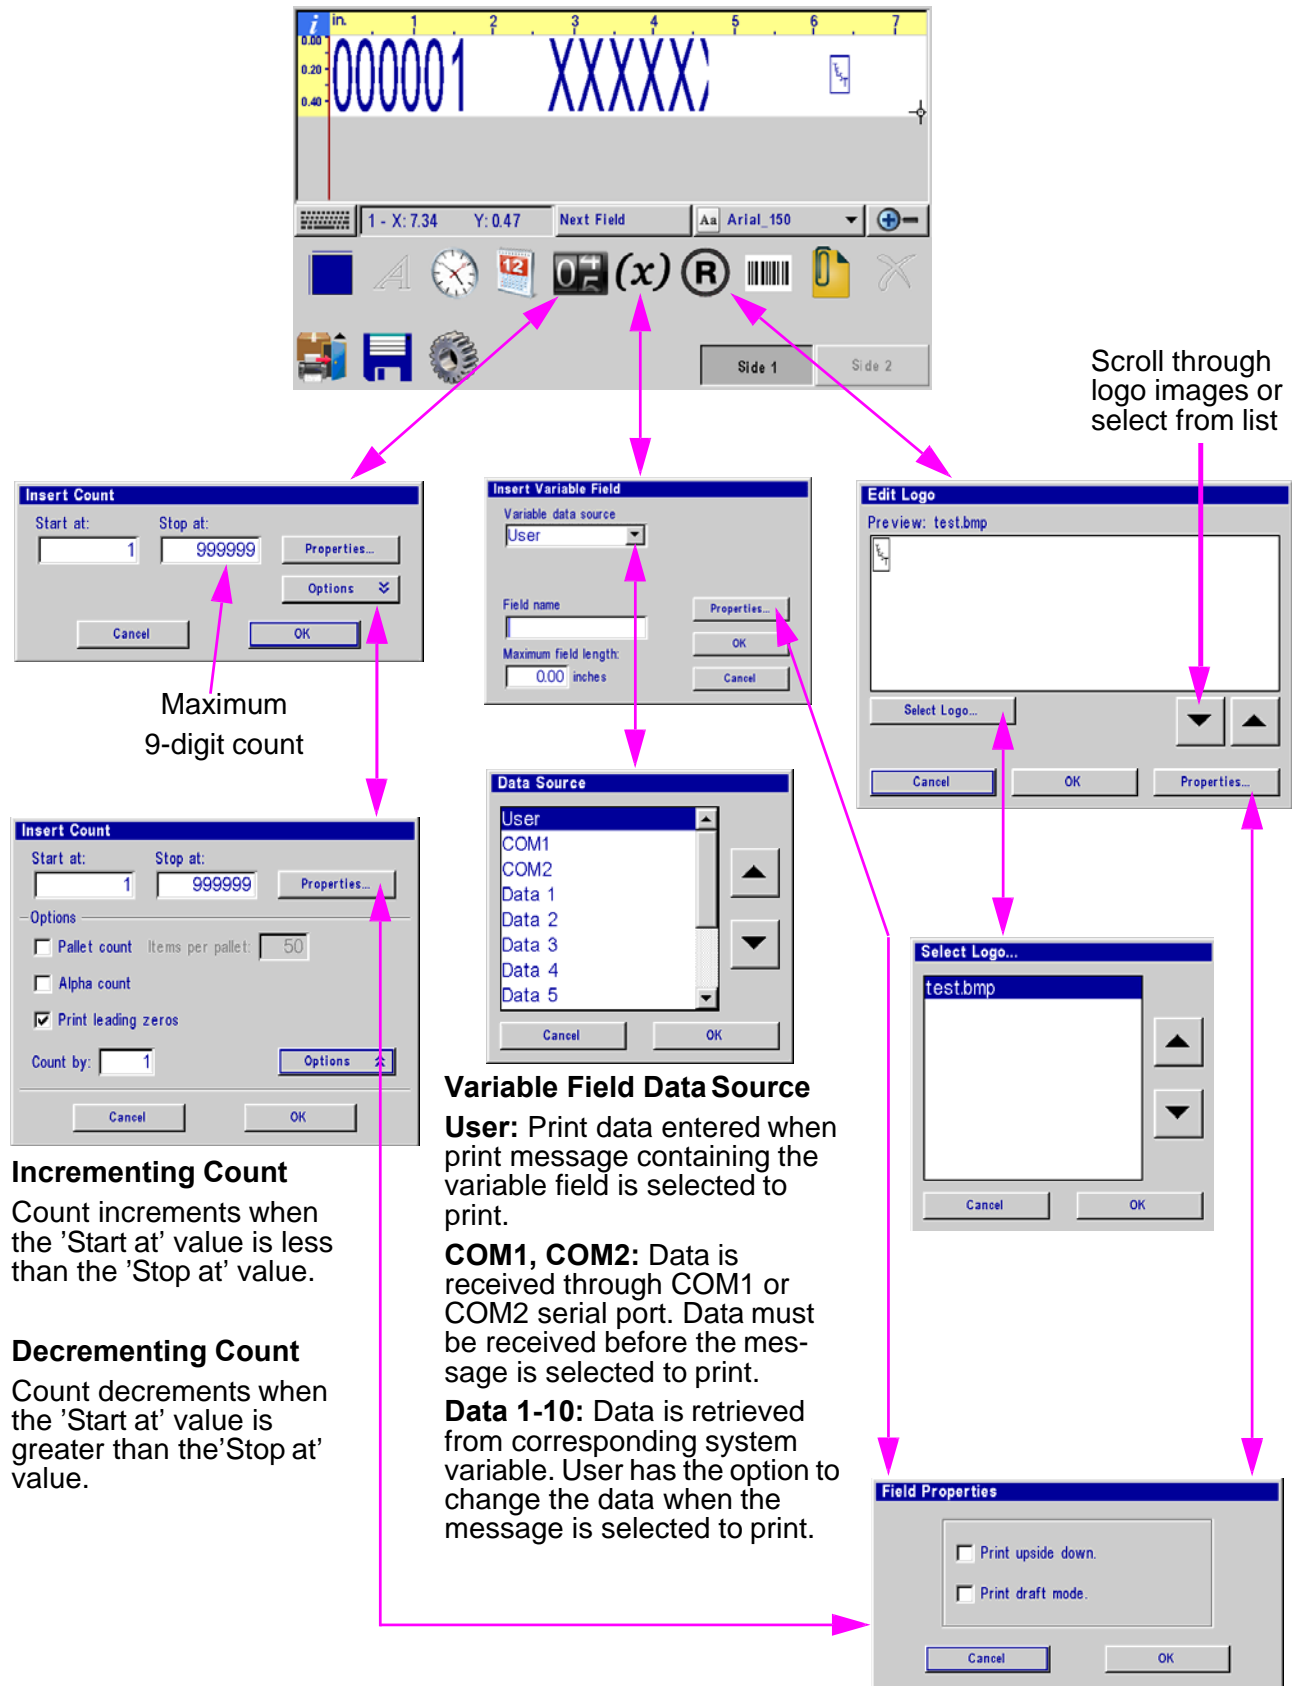 i in. 1 2 3 4 5 6 7
0.00
0.20
0.40
000001 XXXXXX TEST
1 - X: 7.34 Y: 0.47 Next Field Aa Arial_150
12 (x) R
Side 1 Side 2
Scroll through
logo images or
select from list
Insert Count
Start at: Stop at:
1 999999 Properties...
Options
Cancel OK
Maximum
9-digit count
Insert Variable Field
Variable data source
User
Field name
Properties...
OK
Maximum field length:
0.00 inches Cancel
Edit Logo
Preview: test.bmp
TEST
Select Logo...
Cancel OK Properties...
Insert Count
Start at: Stop at:
1 999999 Properties...
Options
Pallet count Items per pallet: 50
Alpha count
Print leading zeros
Count by: 1 Options
Cancel OK
Data Source
User
COM1
COM2
Data 1
Data 2
Data 3
Data 4
Data 5
Cancel OK
Select Logo...
test.bmp
Cancel OK
Incrementing Count
Count increments when
the ’Start at’ value is less
than the ’Stop at’ value.
Decrementing Count
Count decrements when
the ’Start at’ value is
greater than the’Stop at’
value.
Variable Field Data Source
User: Print data entered when
print message containing the
variable field is selected to
print.
COM1, COM2: Data is
received through COM1 or
COM2 serial port. Data must
be received before the mes-
sage is selected to print.
Data 1-10: Data is retrieved
from corresponding system
variable. User has the option to
change the data when the
message is selected to print.
Field Properties
Print upside down.
Print draft mode.
Cancel OK